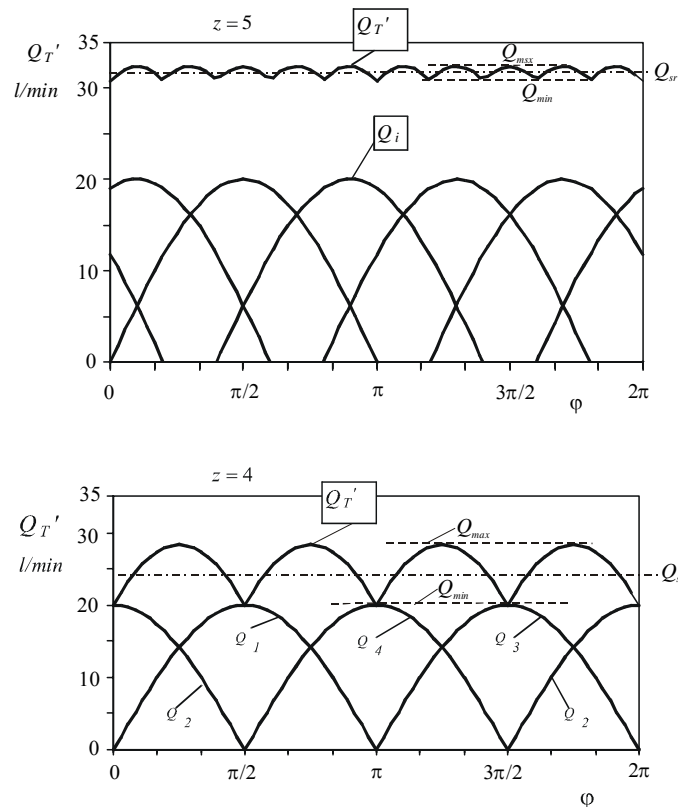 z = 5
Q_T'
35
Q_T'
l/min
30
Q_msx
Q_min
Q_sr
Q_i
20
10
0
0
π/2
π
3π/2
2π
φ
z = 4
35
Q_T'
Q_T'
l/min
30
Q_max
20
Q_min
Q_1
Q_4
Q_3
10
Q_2
Q_2
0
0
π/2
π
3π/2
2π
φ